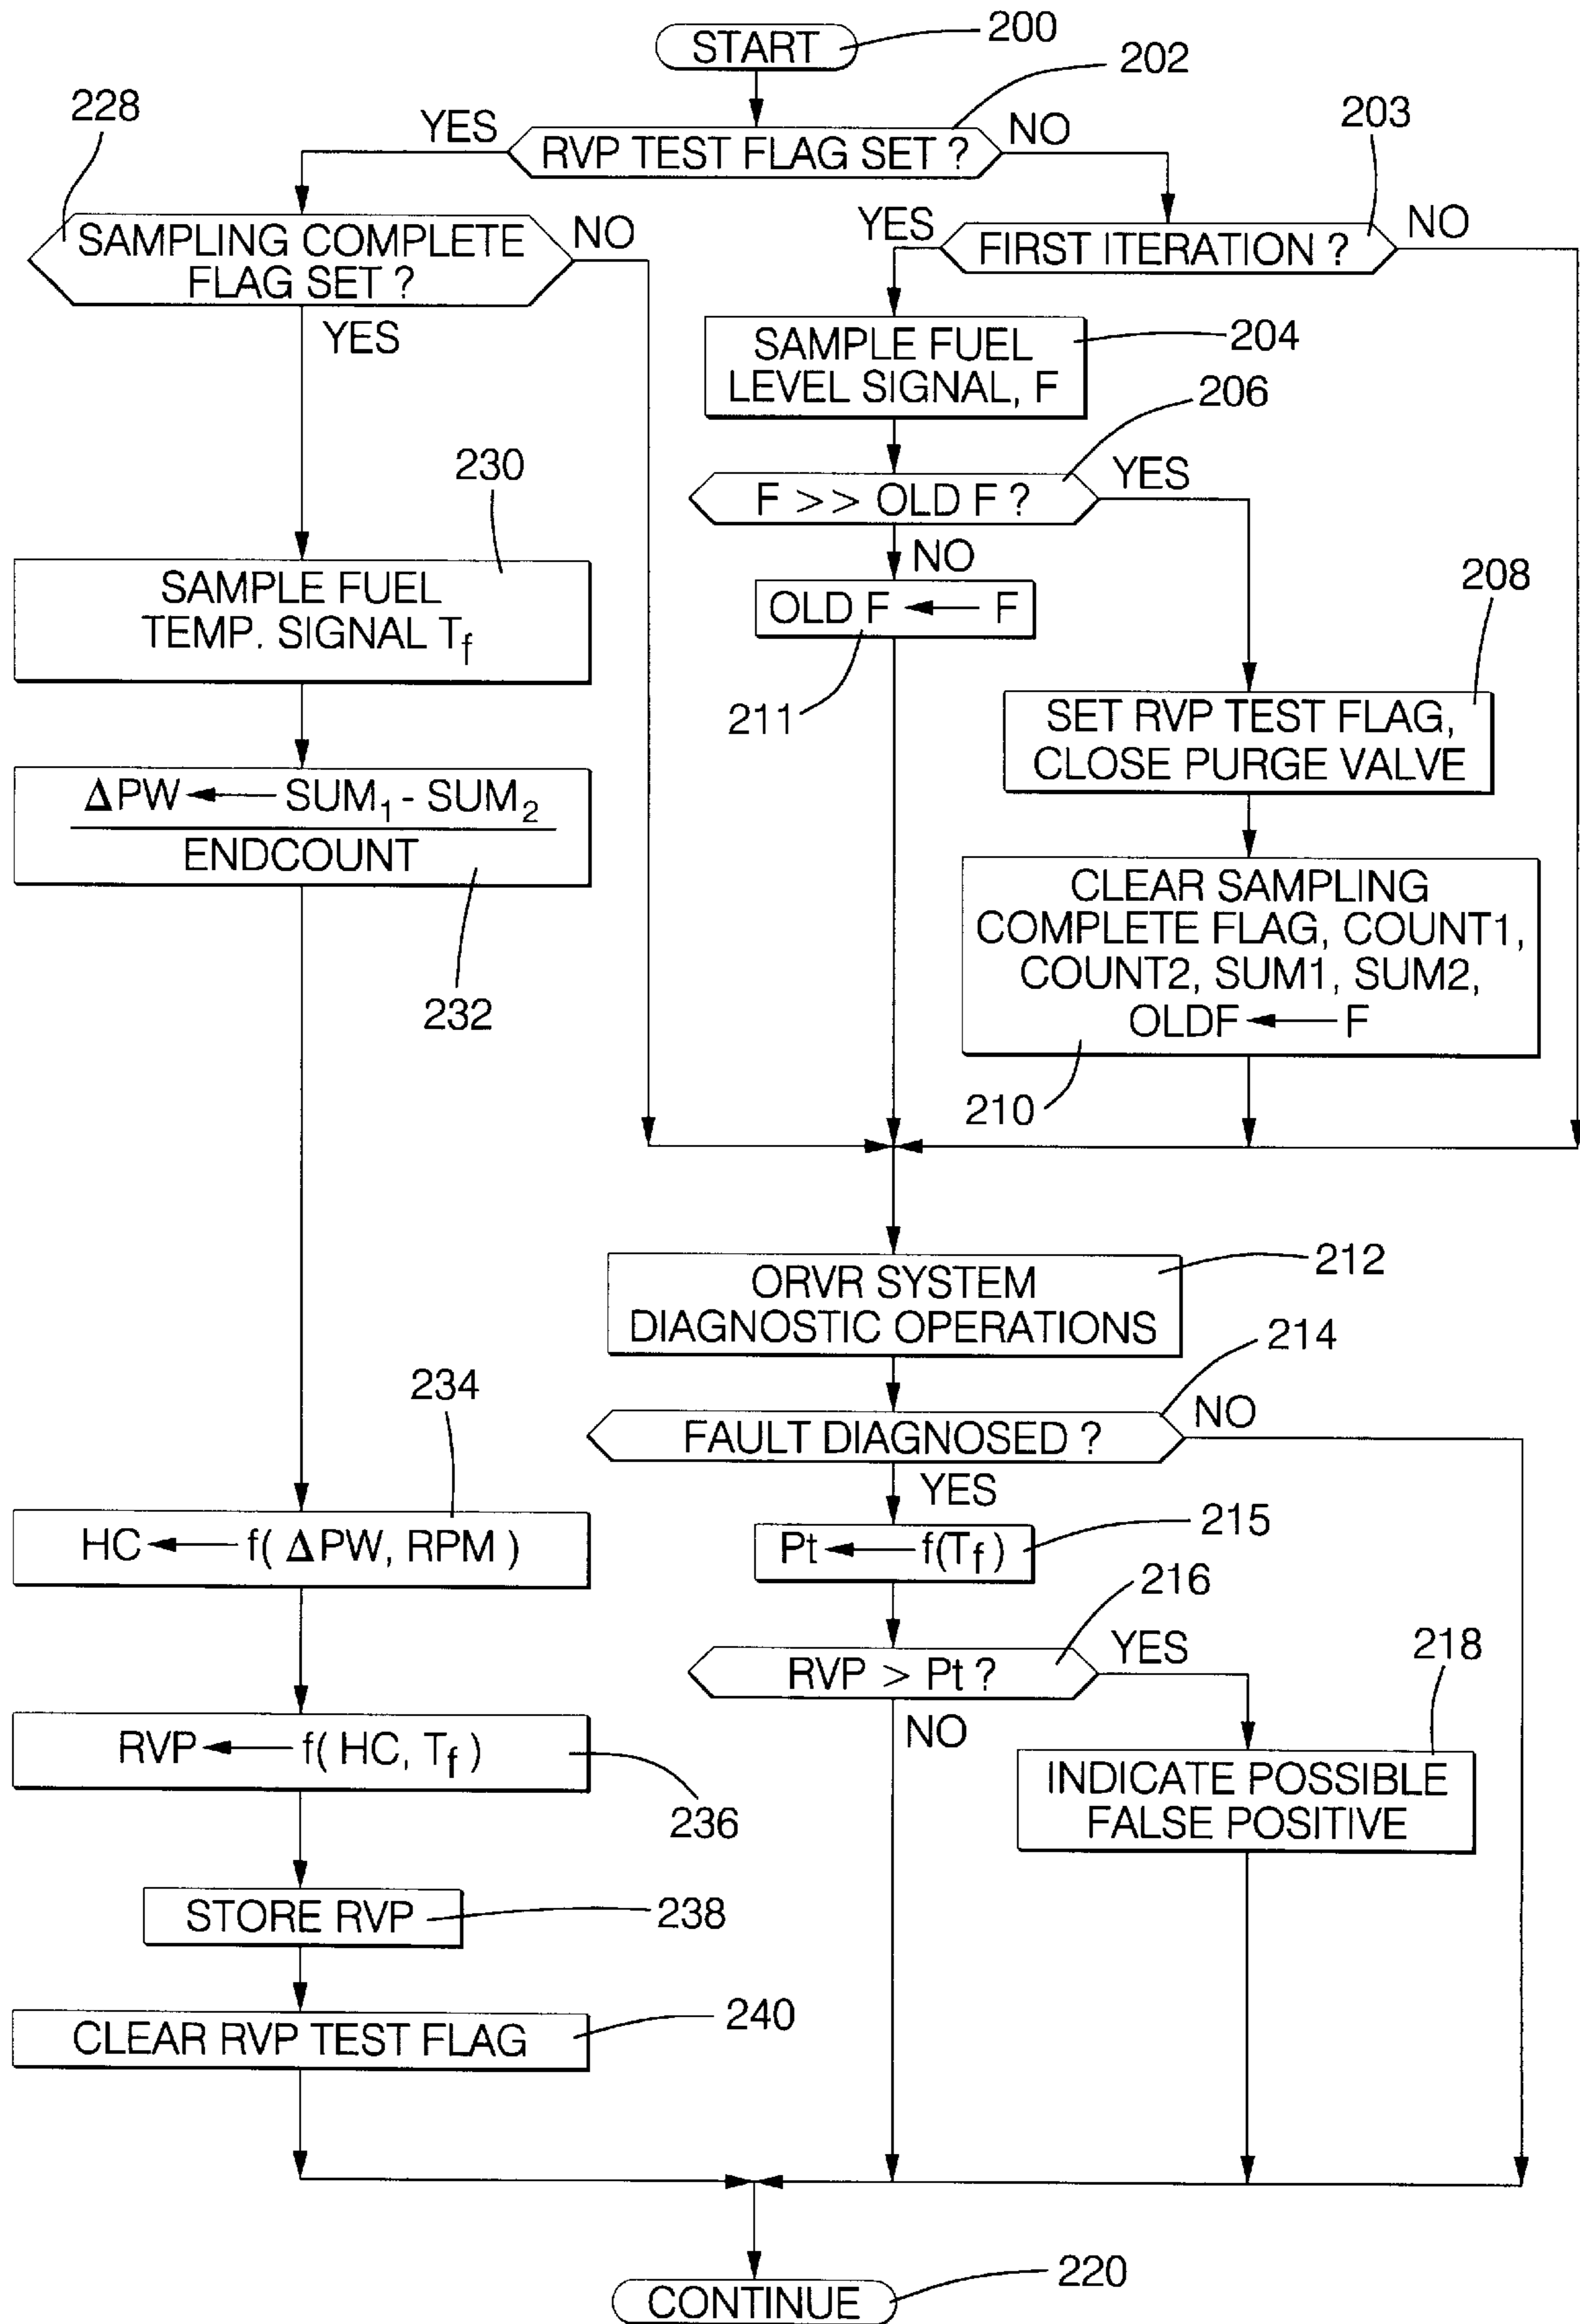 START
200
202
YES
RVP TEST FLAG SET ?
NO
203
228
SAMPLING COMPLETE
FLAG SET ?
NO
YES
YES
FIRST ITERATION ?
NO
SAMPLE FUEL
LEVEL SIGNAL, F
204
206
F >> OLD F ?
YES
NO
230
SAMPLE FUEL
TEMP. SIGNAL Tf
OLD F ← F
211
208
SET RVP TEST FLAG,
CLOSE PURGE VALVE
ΔPW ← SUM1 - SUM2
ENDCOUNT
232
CLEAR SAMPLING
COMPLETE FLAG, COUNT1,
COUNT2, SUM1, SUM2,
OLDF ← F
210
ORVR SYSTEM
DIAGNOSTIC OPERATIONS
212
214
FAULT DIAGNOSED ?
NO
YES
234
HC ← f( ΔPW, RPM )
Pt ← f(Tf)
215
216
RVP > Pt ?
YES
NO
218
INDICATE POSSIBLE
FALSE POSITIVE
RVP ← f( HC, Tf )
236
STORE RVP
238
CLEAR RVP TEST FLAG
240
CONTINUE
220